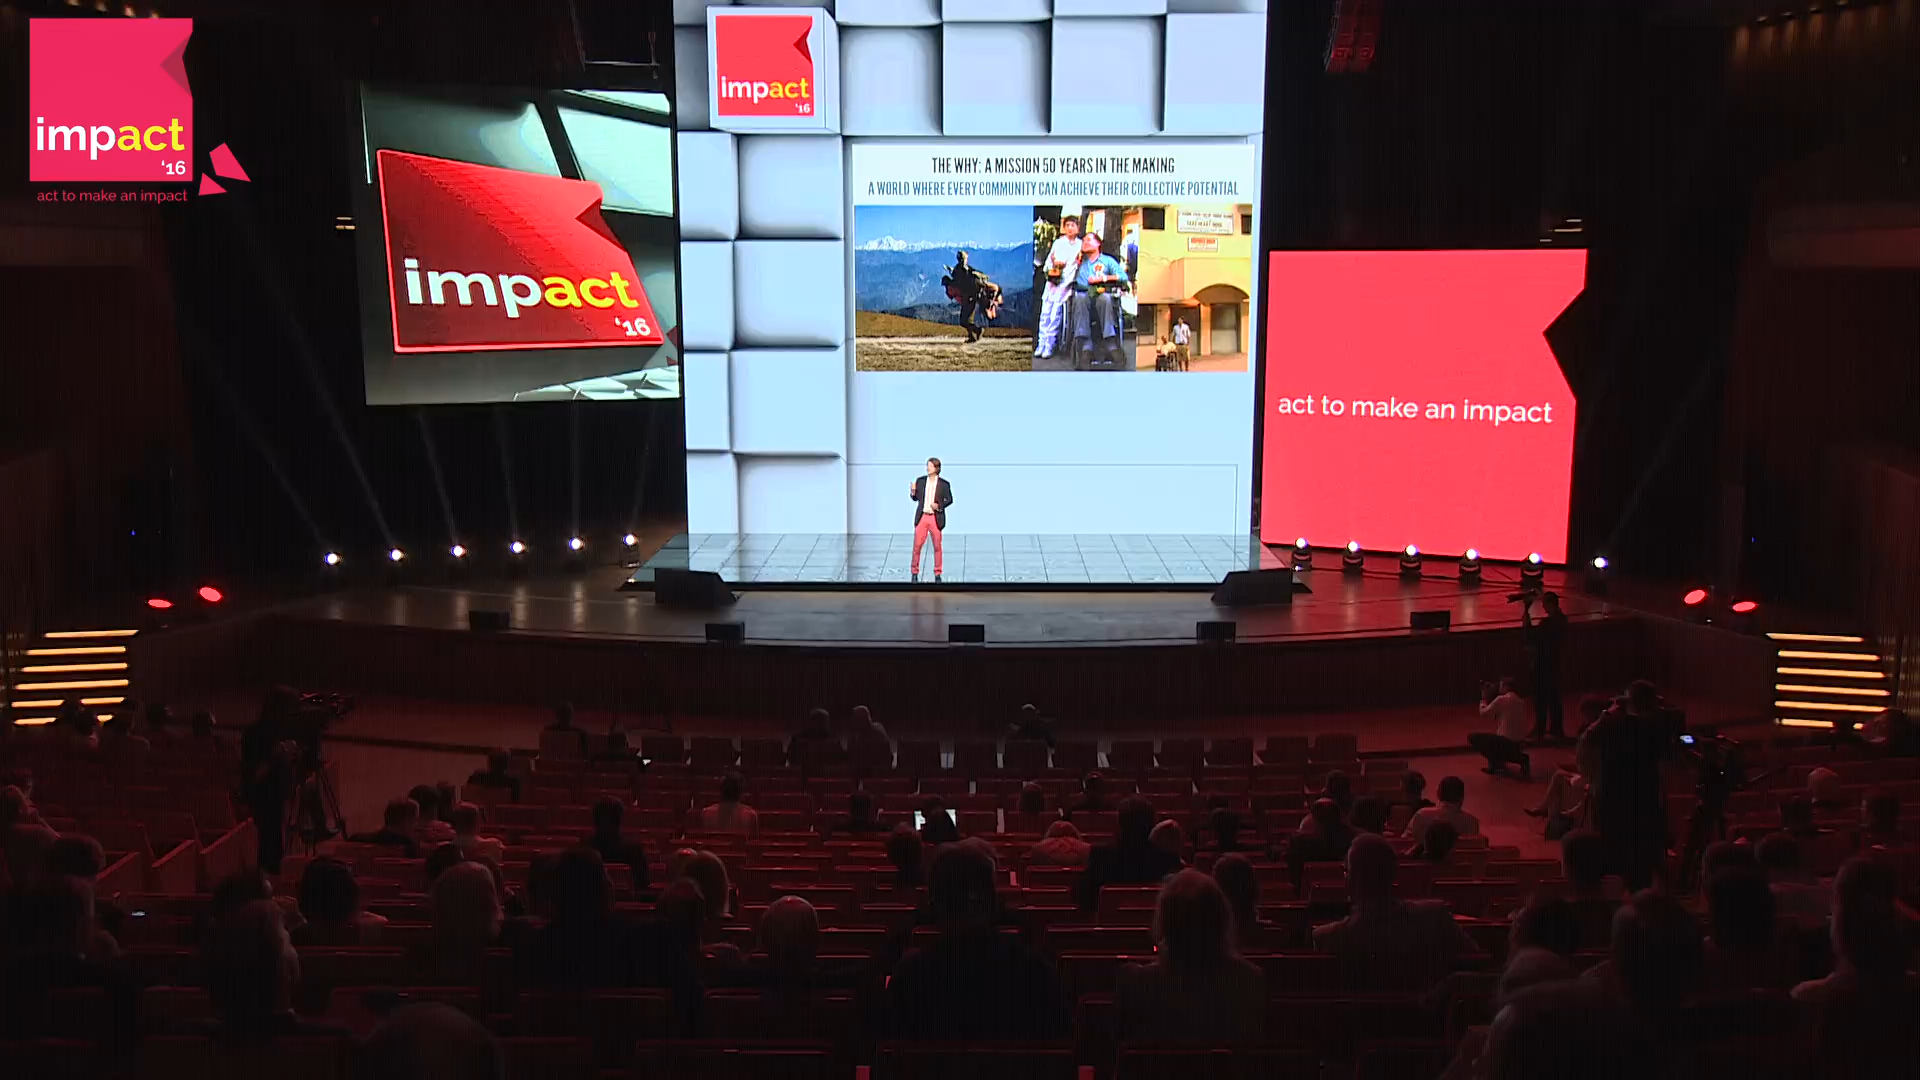 impact
'16
act to make an impact
impact
'16
impact
'16
THE WHY: A MISSION 50 YEARS IN THE MAKING
A WORLD WHERE EVERY COMMUNITY CAN ACHIEVE THEIR COLLECTIVE POTENTIAL
act to make an impact